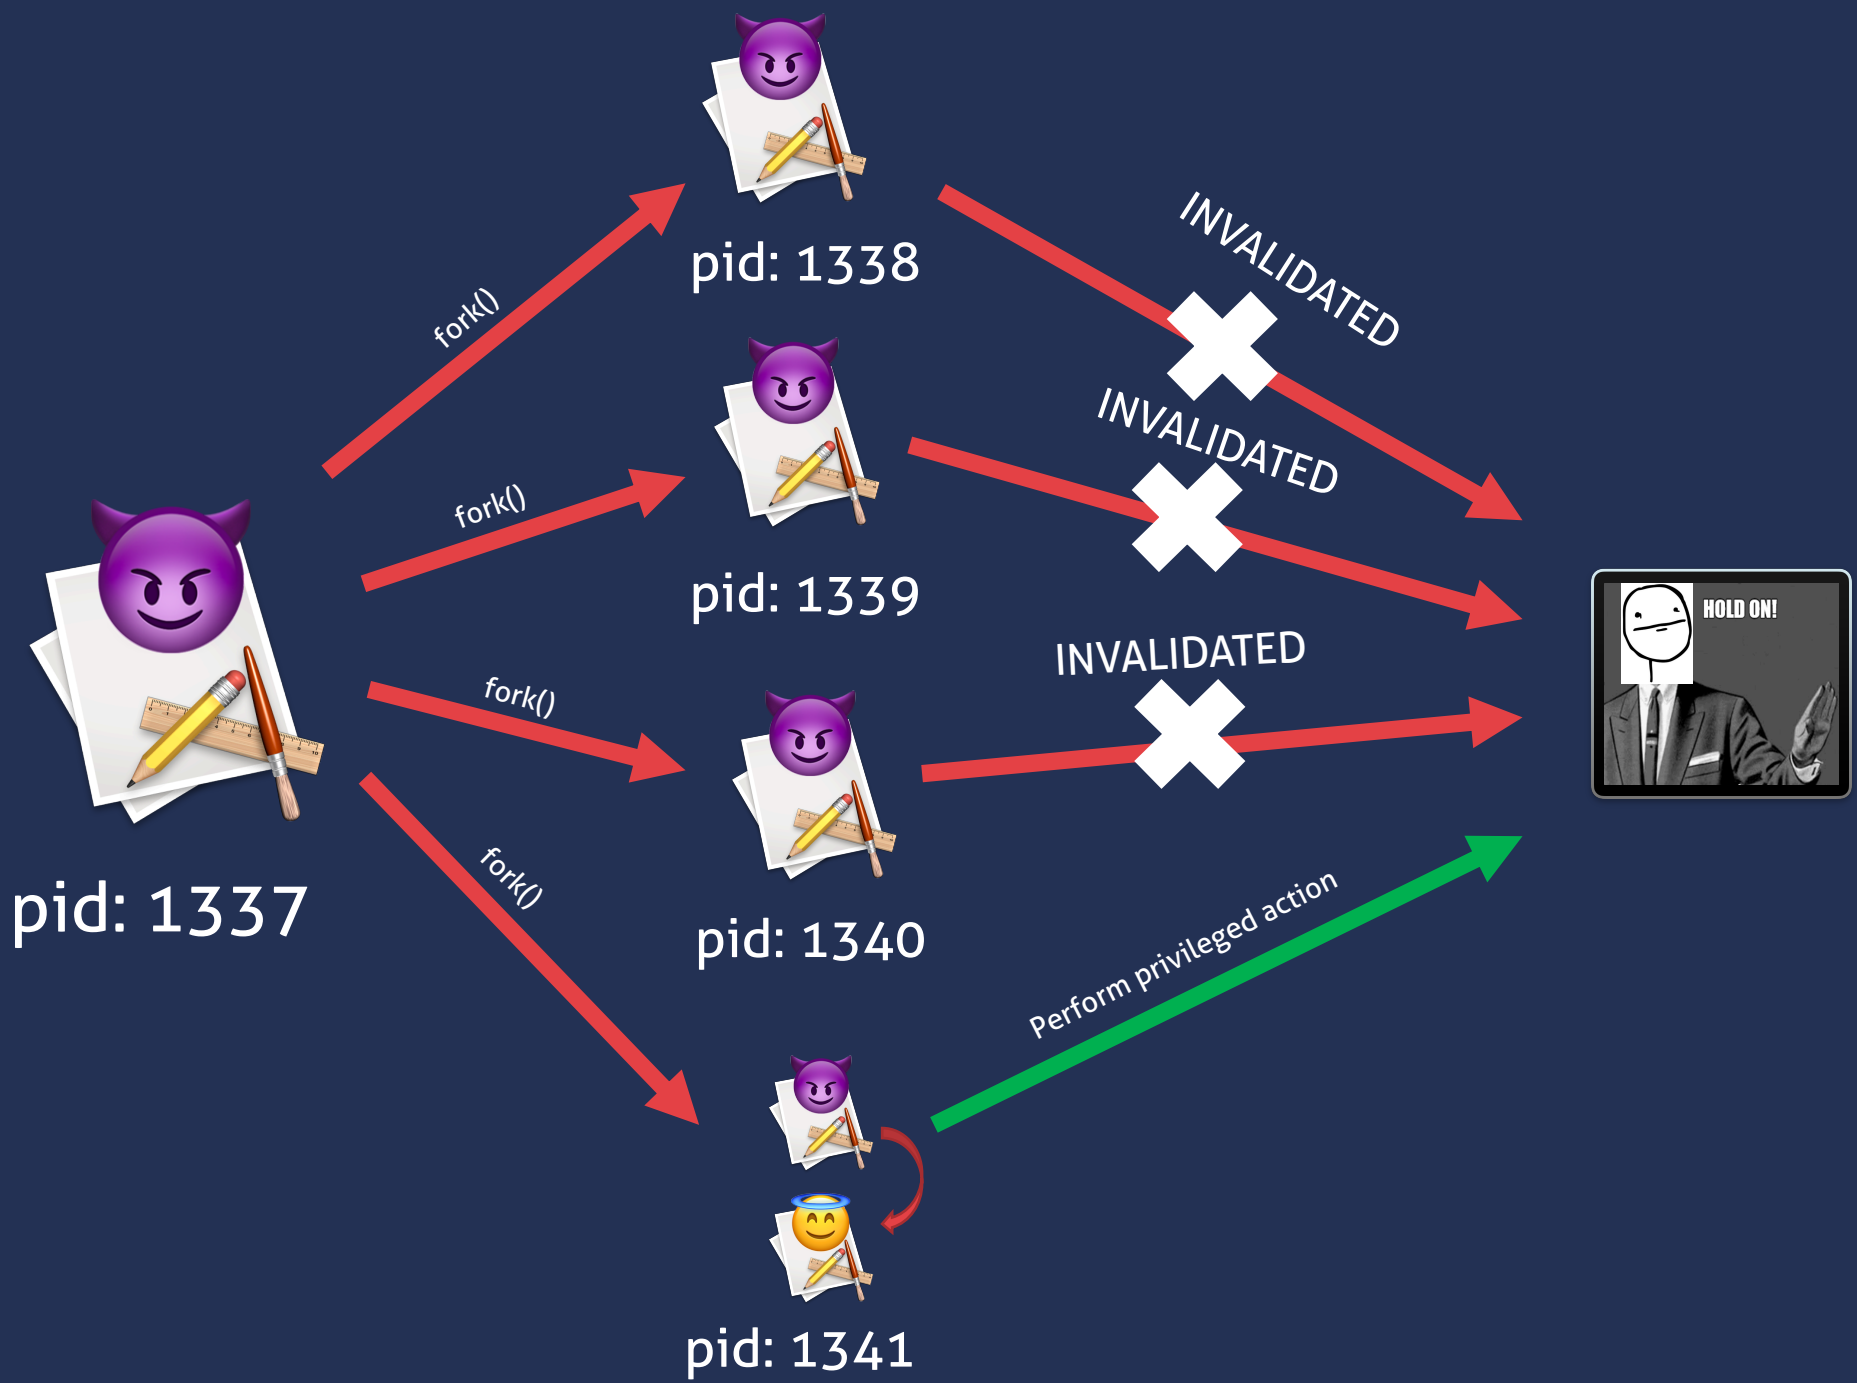 pid: 1338
INVALIDATED
fork()
INVALIDATED
fork()
pid: 1339
HOLD ON!
INVALIDATED
fork()
pid: 1337
fork()
pid: 1340
Perform privileged action
pid: 1341